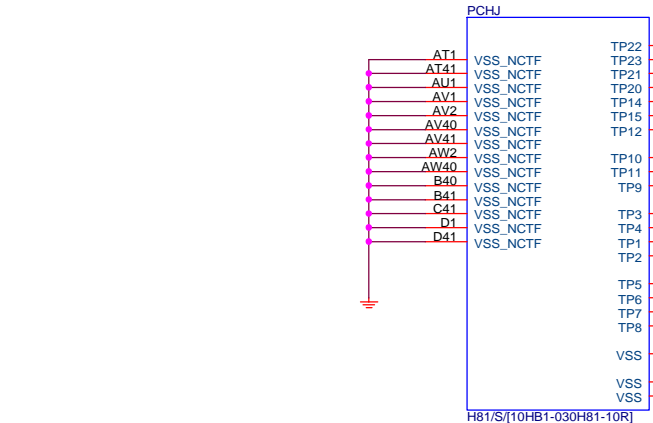 PCHJ
AT1 VSS_NCTF
AT41 VSS_NCTF
AU1 VSS_NCTF
AV1 VSS_NCTF
AV2 VSS_NCTF
AV40 VSS_NCTF
AV41 VSS_NCTF
AW2 VSS_NCTF
AW40 VSS_NCTF
B40 VSS_NCTF
B41 VSS_NCTF
C41 VSS_NCTF
D1 VSS_NCTF
D41 VSS_NCTF
TP22
TP23
TP21
TP20
TP14
TP15
TP12
TP10
TP11
TP9
TP3
TP4
TP1
TP2
TP5
TP6
TP7
TP8
VSS
VSS
VSS
H81/S/[10HB1-030H81-10R]